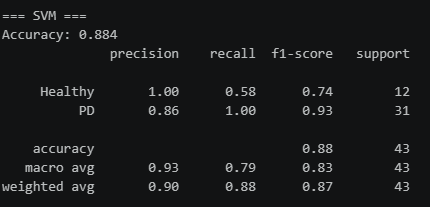 === SVM ===
Accuracy: 0.884
precision recall f1-score support
Healthy 1.00 0.58 0.74 12
PD 0.86 1.00 0.93 31
accuracy 0.88 43
macro avg 0.93 0.79 0.83 43
weighted avg 0.90 0.88 0.87 43